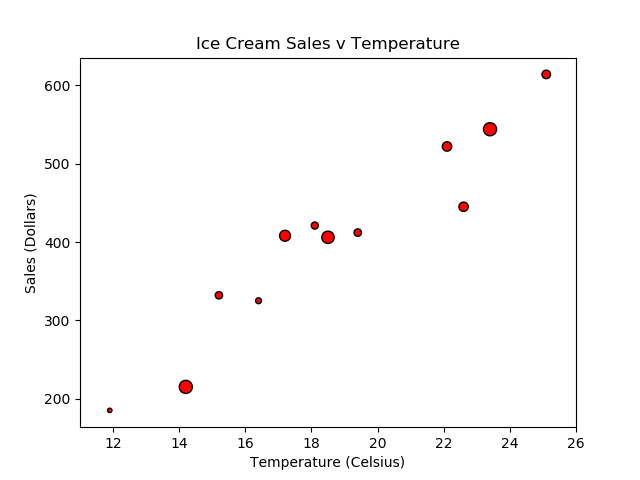 Ice Cream Sales v Temperature
600
500
400
300
200
Sales (Dollars)
12 14 16 18 20 22 24 26
Temperature (Celsius)